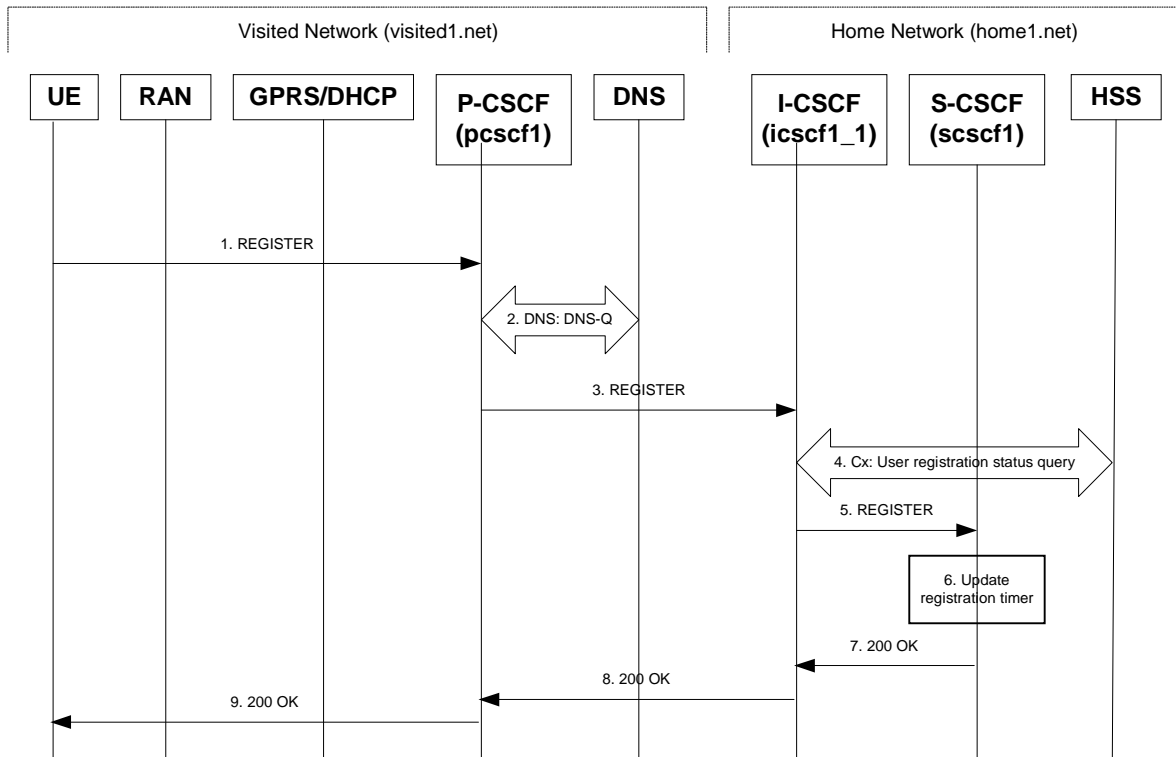 Visited Network (visited1.net)
Home Network (home1.net)
UE
RAN
GPRS/DHCP
P-CSCF
(pcscf1)
DNS
I-CSCF
(icscf1_1)
S-CSCF
(scscf1)
HSS
1. REGISTER
2. DNS: DNS-Q
3. REGISTER
4. Cx: User registration status query
5. REGISTER
6. Update
registration timer
7. 200 OK
8. 200 OK
9. 200 OK